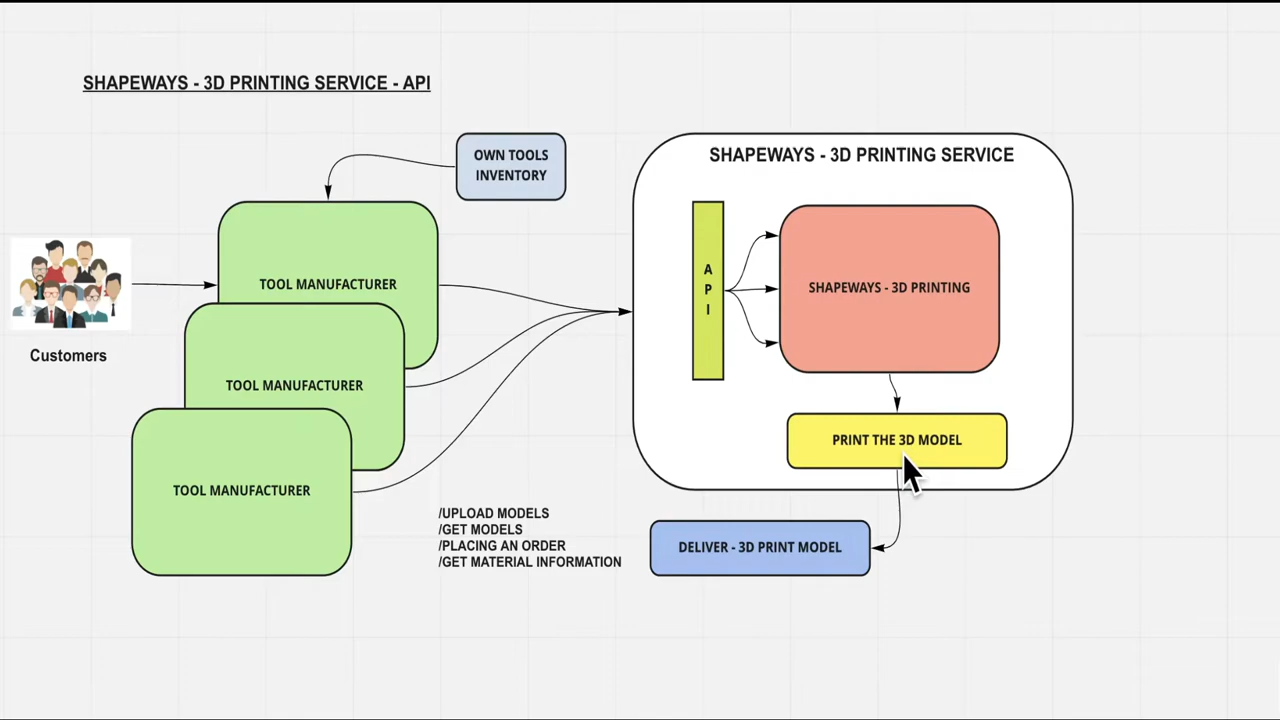 SHAPEWAYS - 3D PRINTING SERVICE - API
OWN TOOLS
INVENTORY
SHAPEWAYS - 3D PRINTING SERVICE
TOOL MANUFACTURER
Customers
TOOL MANUFACTURER
TOOL MANUFACTURER
A
P
I
SHAPEWAYS - 3D PRINTING
PRINT THE 3D MODEL
/UPLOAD MODELS
/GET MODELS
/PLACING AN ORDER
/GET MATERIAL INFORMATION
DELIVER - 3D PRINT MODEL